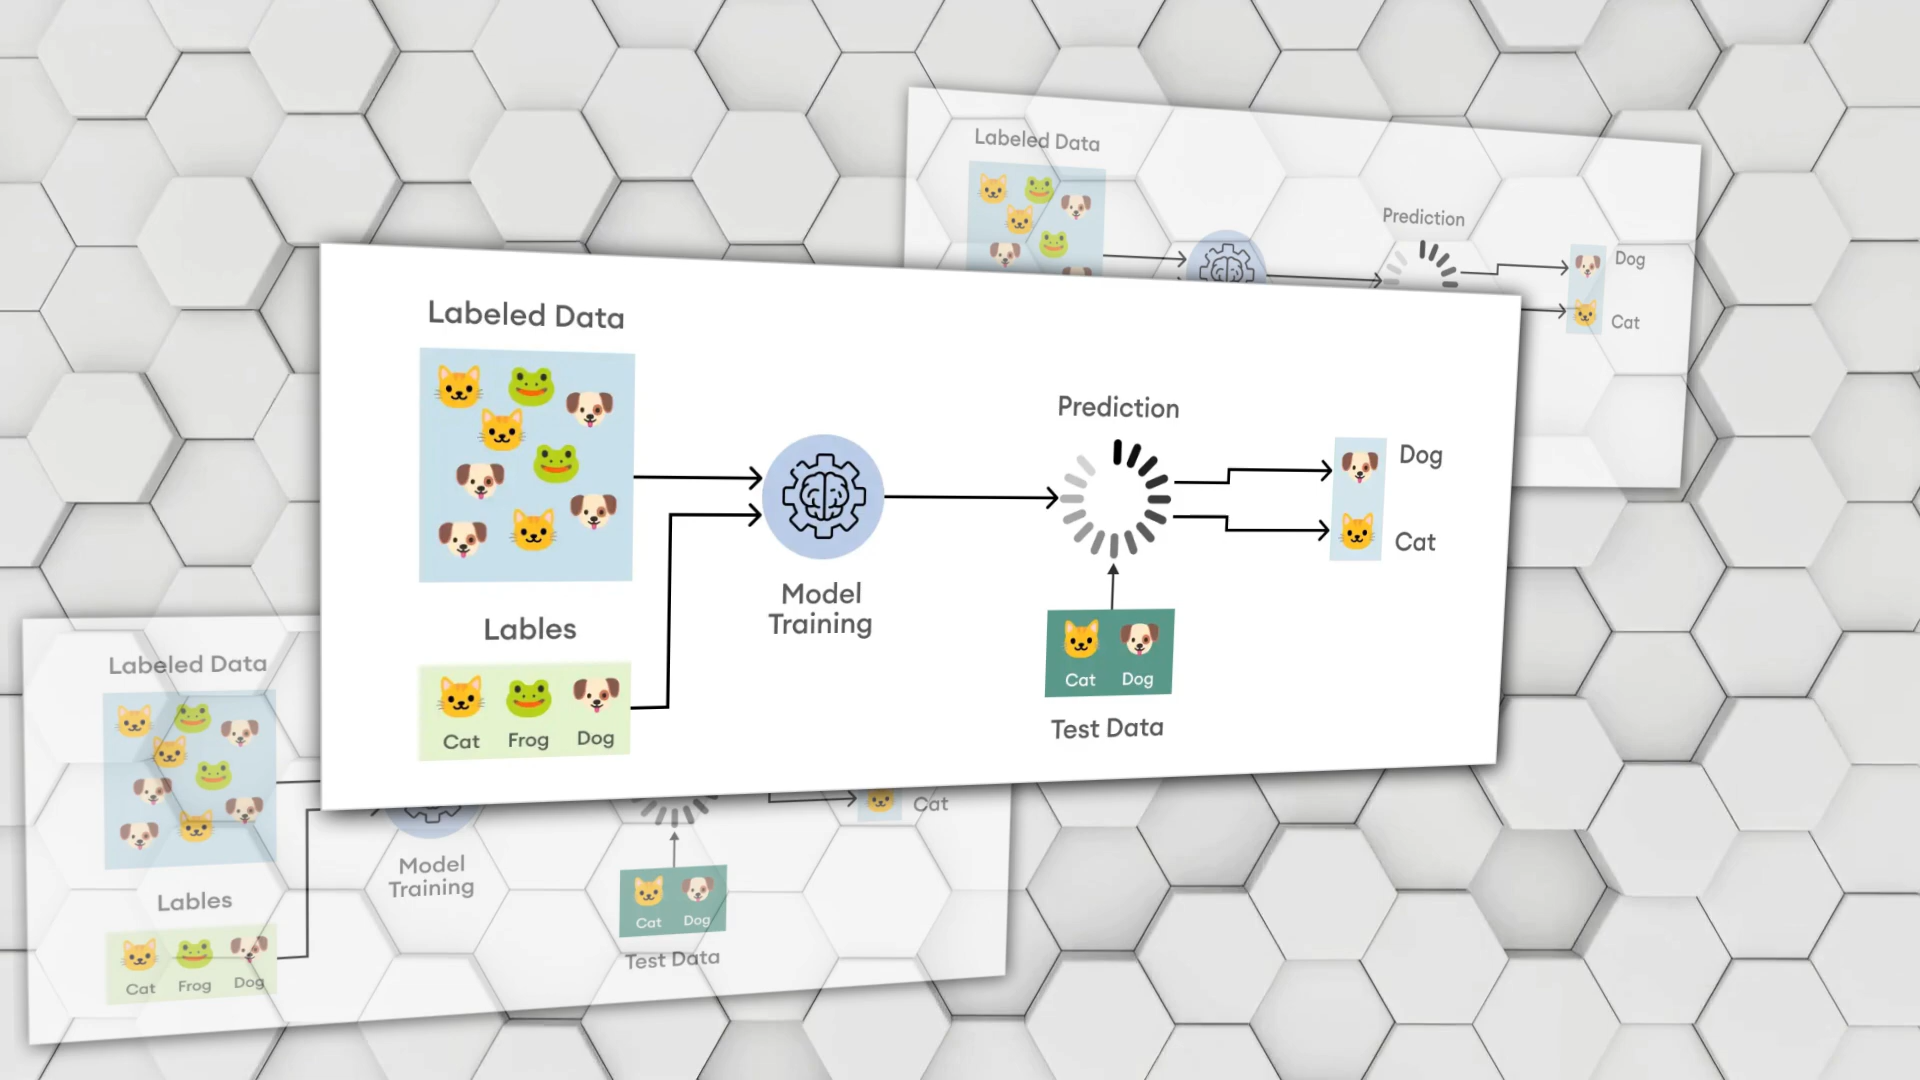 Labeled Data
Prediction
Dog
Cat
Labeled Data
Prediction
Dog
Cat
Model
Training
Lables
Cat Frog Dog
Cat Dog
Test Data
Labeled Data
Cat
Model
Training
Lables
Cat Frog Dog
Cat Dog
Test Data